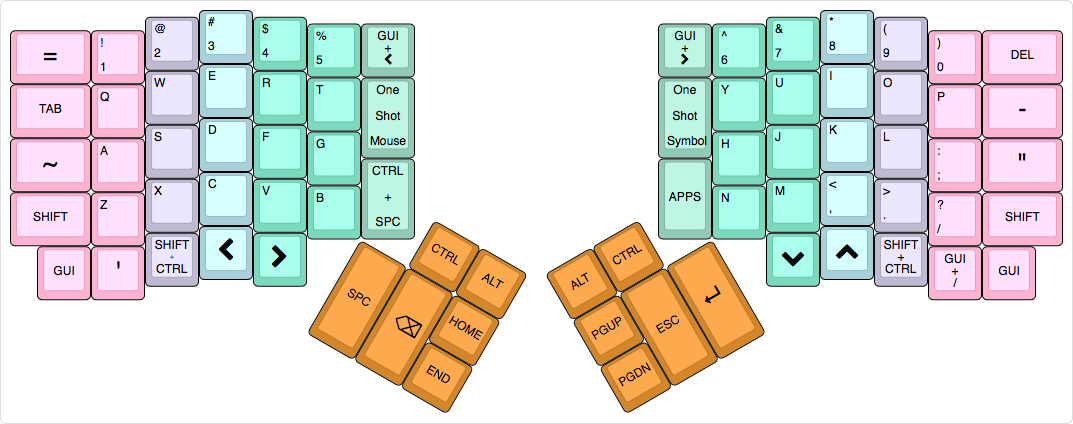 =
!
1
@
2
#
3
$
4
%
5
GUI
+
<
GUI
+
>
^
6
&
7
*
8
(
9
)
0
DEL
TAB
Q
W
E
R
T
One
Shot
Mouse
One
Shot
Symbol
Y
U
I
O
P
-
~
A
S
D
F
G
H
J
K
L
:
;
"
SHIFT
Z
X
C
V
B
CTRL
+
SPC
APPS
N
M
<
,
>
.
?
/
SHIFT
GUI
'
SHIFT
+
CTRL
<
>
SHIFT
+
CTRL
GUI
+
/
GUI
CTRL
ALT
SPC
⌫
HOME
END
ALT
CTRL
PGUP
ESC
↵
PGDN